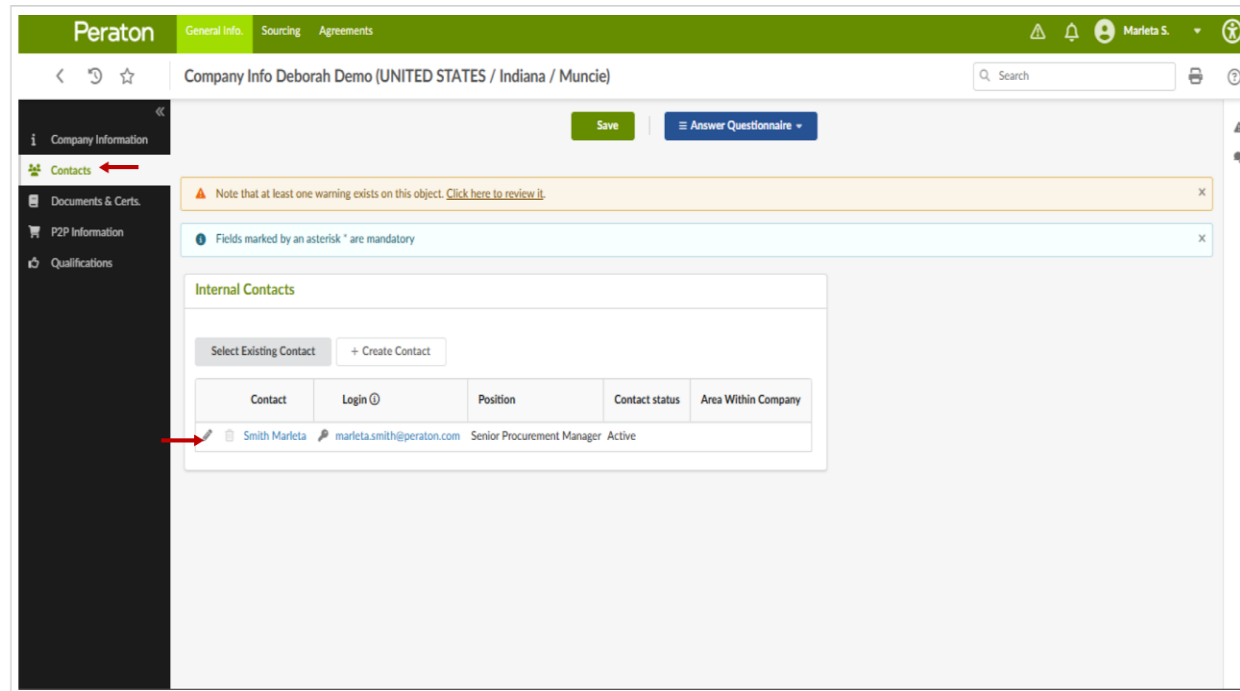 Peraton
General Info. Sourcing Agreements
Marleta S.
Company Info Deborah Demo (UNITED STATES / Indiana / Muncie)
Search
Save
Answer Questionnaire
Company Information
Contacts
Documents & Certs.
P2P Information
Qualifications
Note that at least one warning exists on this object. Click here to review it.
Fields marked by an asterisk * are mandatory
Internal Contacts
Select Existing Contact + Create Contact
Contact Login Position Contact status Area Within Company
Smith Marleta marleta.smith@peraton.com Senior Procurement Manager Active